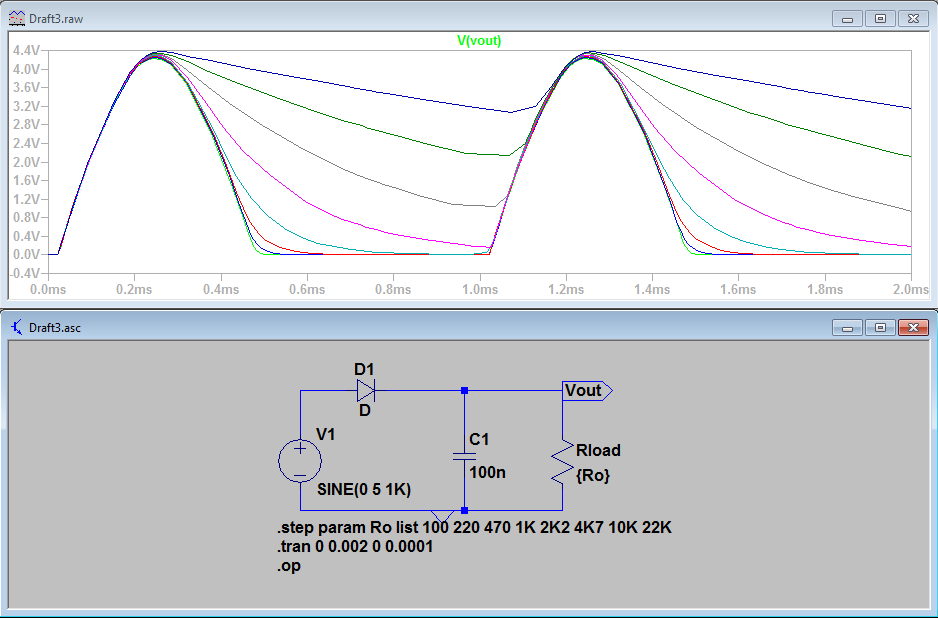 Draft3.raw
V(vout)
4.4V
4.0V
3.6V
3.2V
2.8V
2.4V
2.0V
1.6V
1.2V
0.8V
0.4V
0.0V
-0.4V
0.0ms 0.2ms 0.4ms 0.6ms 0.8ms 1.0ms 1.2ms 1.4ms 1.6ms 1.8ms 2.0ms
Draft3.asc
D1
D
Vout
V1
C1
100n
Rload
{Ro}
SINE(0 5 1K)
.step param Ro list 100 220 470 1K 2K2 4K7 10K 22K
.tran 0 0.002 0 0.0001
.op